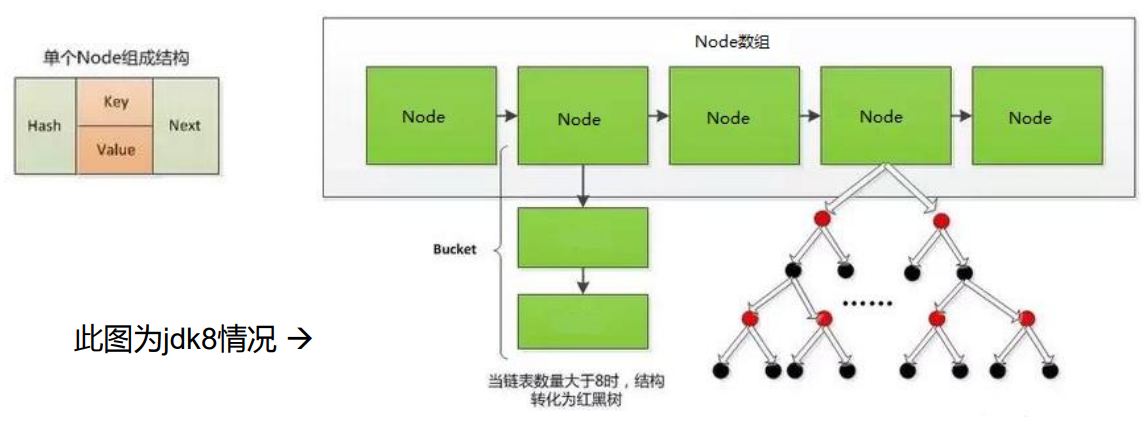 单个Node组成结构
Hash
Key
Value
Next
Node数组
Node
Node
Node
Node
Node
Bucket
······
此图为jdk8情况 →
当链表数量大于8时，结构
转化为红黑树